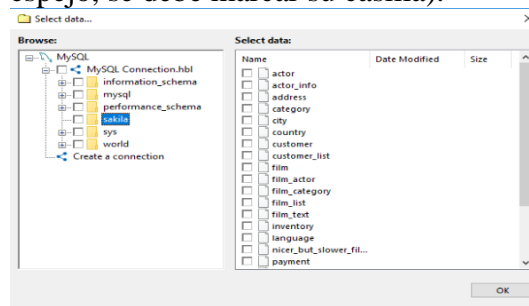 espejo, se debe marcar su casilla).
Select data...
Browse:
MySQL
MySQL Connection.hbl
information_schema
mysql
performance_schema
sakila
sys
world
Create a connection
Select data:
Name Date Modified Size
actor
actor_info
address
category
city
country
customer
customer_list
film
film_actor
film_category
film_list
film_text
inventory
language
nicer_but_slower_fil...
payment
OK